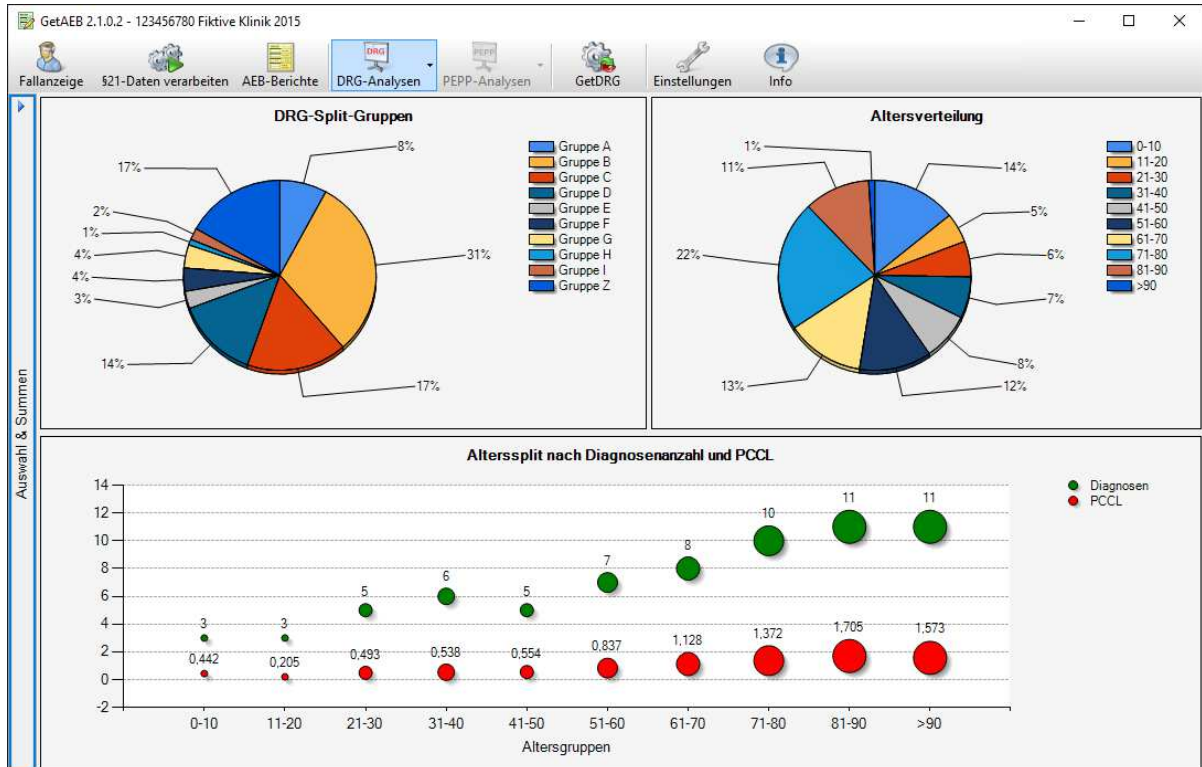 GetAEB 2.1.0.2 - 123456780 Fiktive Klinik 2015
Fallanzeige
§21-Daten verarbeiten
AEB-Berichte
DRG
DRG-Analysen
PEPP
PEPP-Analysen
GetDRG
Einstellungen
Info
Auswahl & Summen
DRG-Split-Gruppen
8%
31%
17%
14%
3%
4%
4%
1%
2%
17%
Gruppe A
Gruppe B
Gruppe C
Gruppe D
Gruppe E
Gruppe F
Gruppe G
Gruppe H
Gruppe I
Gruppe Z
Altersverteilung
14%
5%
6%
7%
8%
12%
13%
22%
11%
1%
0-10
11-20
21-30
31-40
41-50
51-60
61-70
71-80
81-90
>90
Alterssplit nach Diagnosenanzahl und PCCL
Diagnosen
PCCL
14
12
10
8
6
4
2
0
-2
3 3 5 6 5 7 8 10 11 11
0,442 0,205 0,493 0,538 0,554 0,837 1,128 1,372 1,705 1,573
0-10 11-20 21-30 31-40 41-50 51-60 61-70 71-80 81-90 >90
Altersgruppen